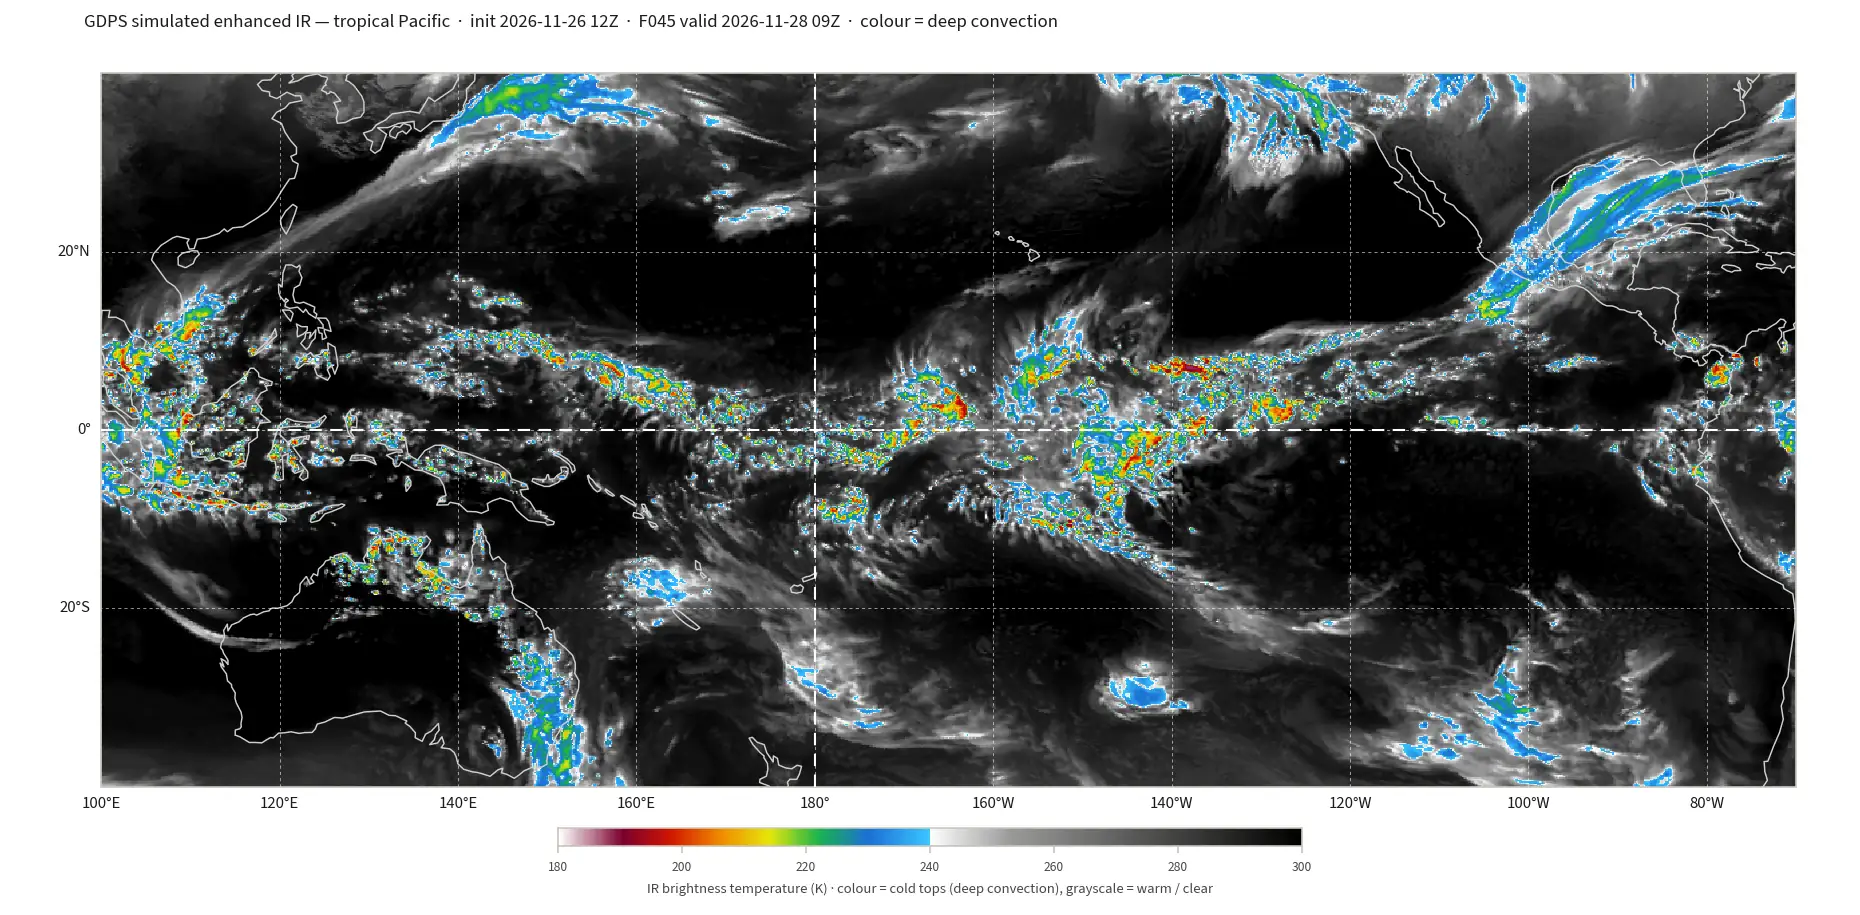 GDPS simulated enhanced IR — tropical Pacific · init 2026-11-26 12Z · F045 valid 2026-11-28 09Z · colour = deep convection
20°N
0°
20°S
100°E 120°E 140°E 160°E 180° 160°W 140°W 120°W 100°W 80°W
180 200 220 240 260 280 300
IR brightness temperature (K) · colour = cold tops (deep convection), grayscale = warm / clear